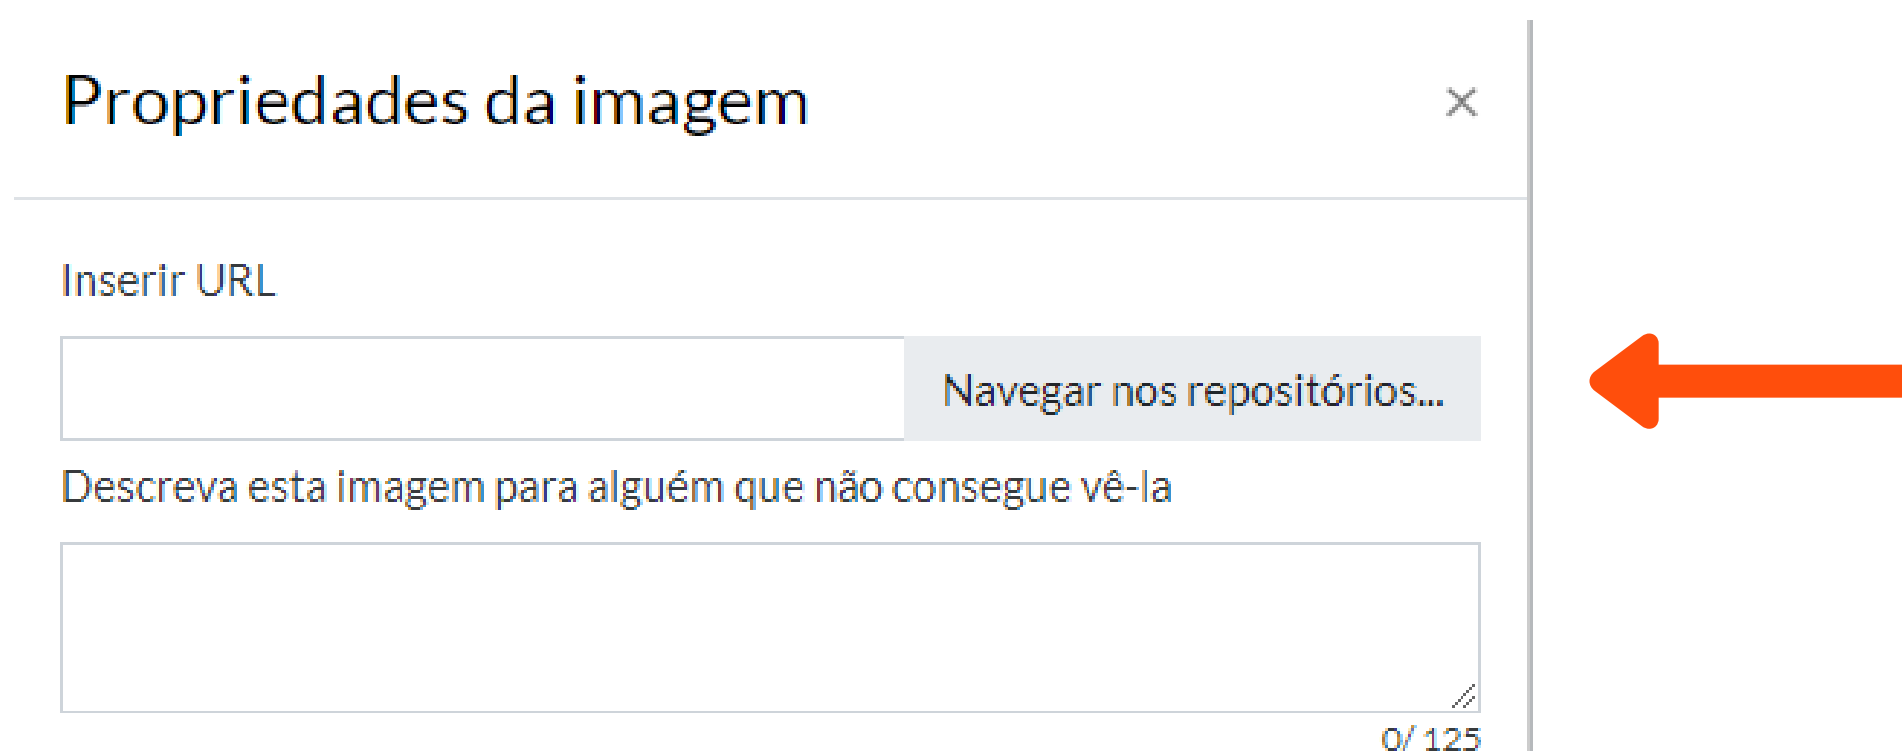 Propriedades da imagem
Inserir URL
Navegar nos repositórios...
Descreva esta imagem para alguém que não consegue vê-la
0/ 125